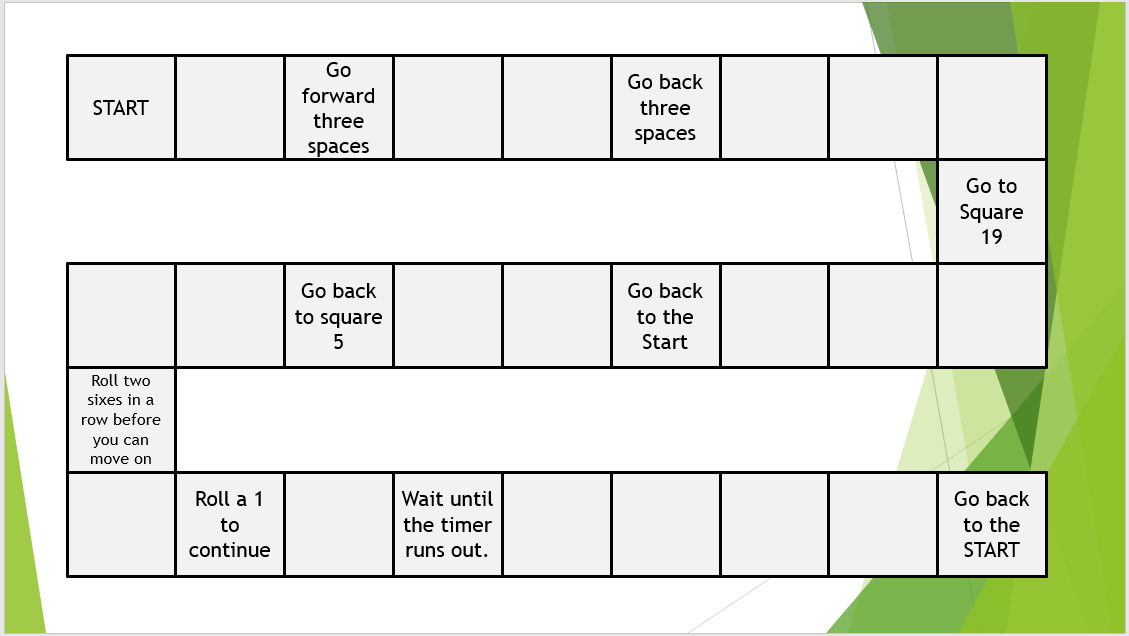 START
Go
forward
three
spaces
Go back
three
spaces
Go to
Square
19
Go back
to square
5
Go back
to the
Start
Roll two
sixes in a
row before
you can
move on
Roll a 1
to
continue
Wait until
the timer
runs out.
Go back
to the
START